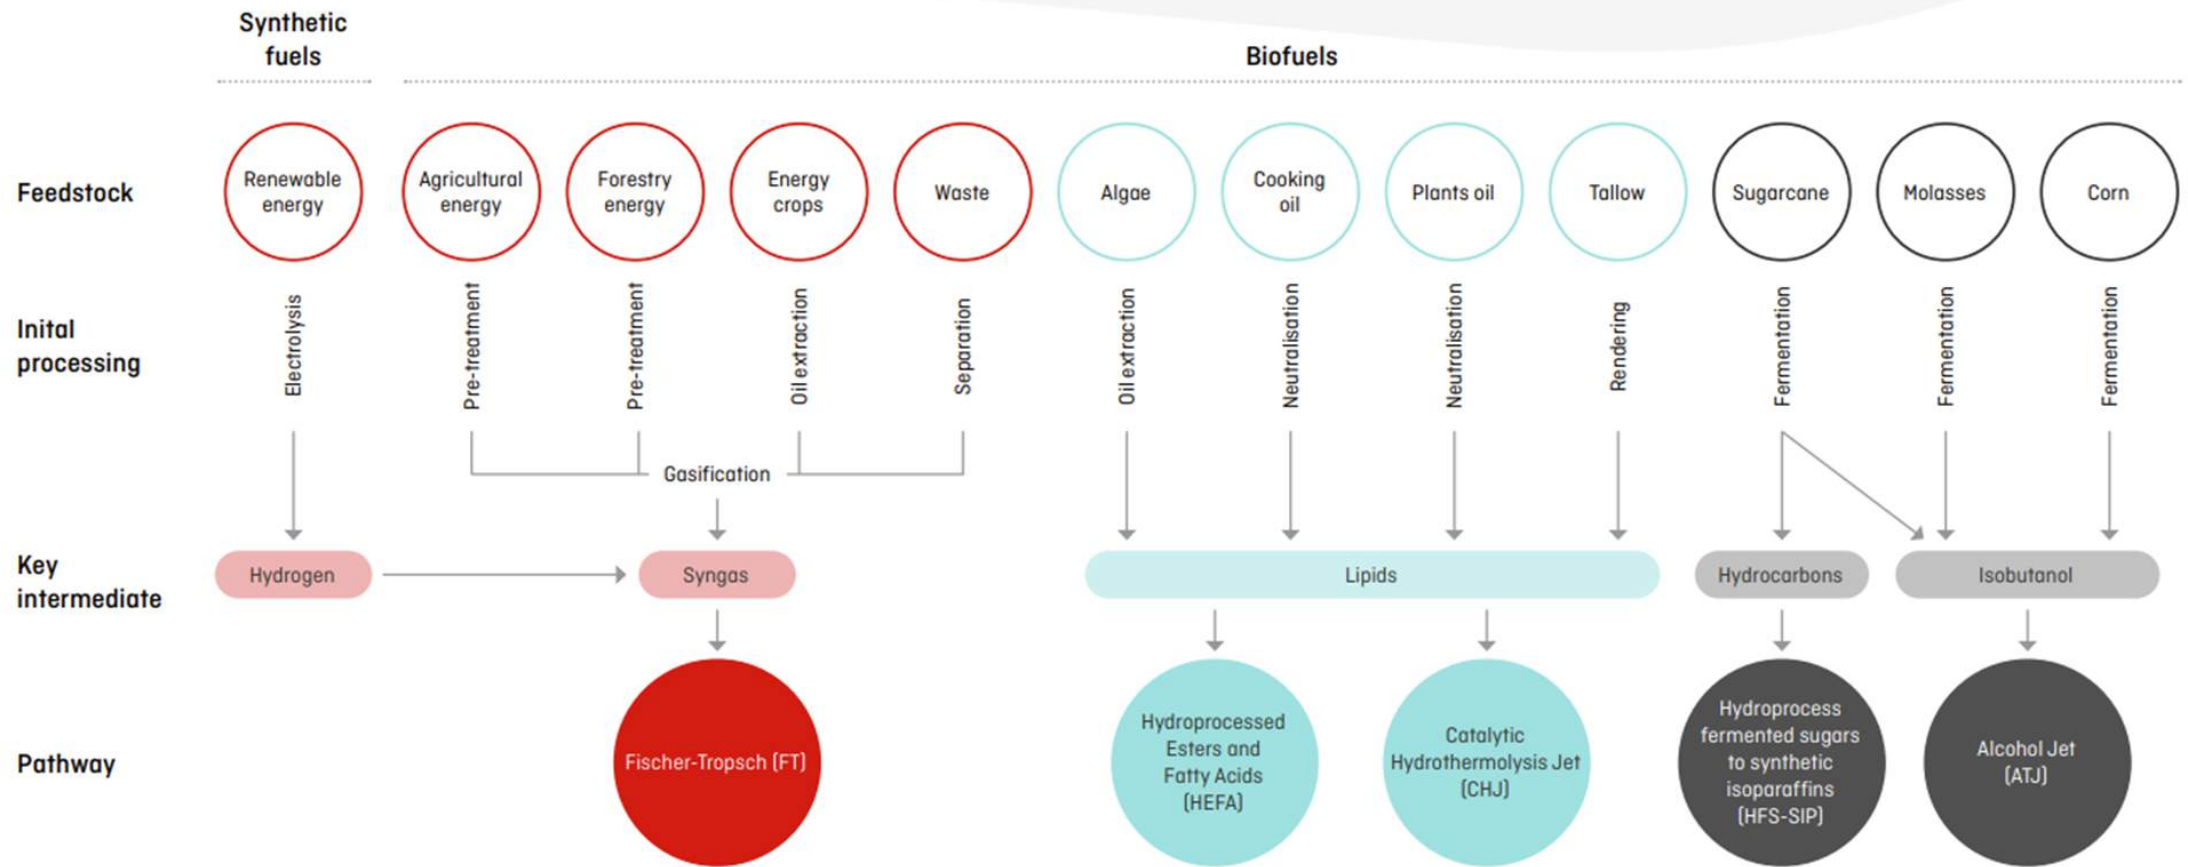 Synthetic
fuels
Biofuels
Feedstock
Renewable
energy
Agricultural
energy
Forestry
energy
Energy
crops
Waste
Algae
Cooking
oil
Plants oil
Tallow
Sugarcane
Molasses
Corn
Inital
processing
Electrolysis
Pre-treatment
Pre-treatment
Oil extraction
Separation
Oil extraction
Neutralisation
Neutralisation
Rendering
Fermentation
Fermentation
Fermentation
Gasification
Key
intermediate
Hydrogen
Syngas
Lipids
Hydrocarbons
Isobutanol
Pathway
Fischer-Tropsch (FT)
Hydroprocessed
Esters and
Fatty Acids
(HEFA)
Catalytic
Hydrothermolysis Jet
(CHJ)
Hydroprocess
fermented sugars
to synthetic
isoparaffins
(HFS-SIP)
Alcohol Jet
(ATJ)